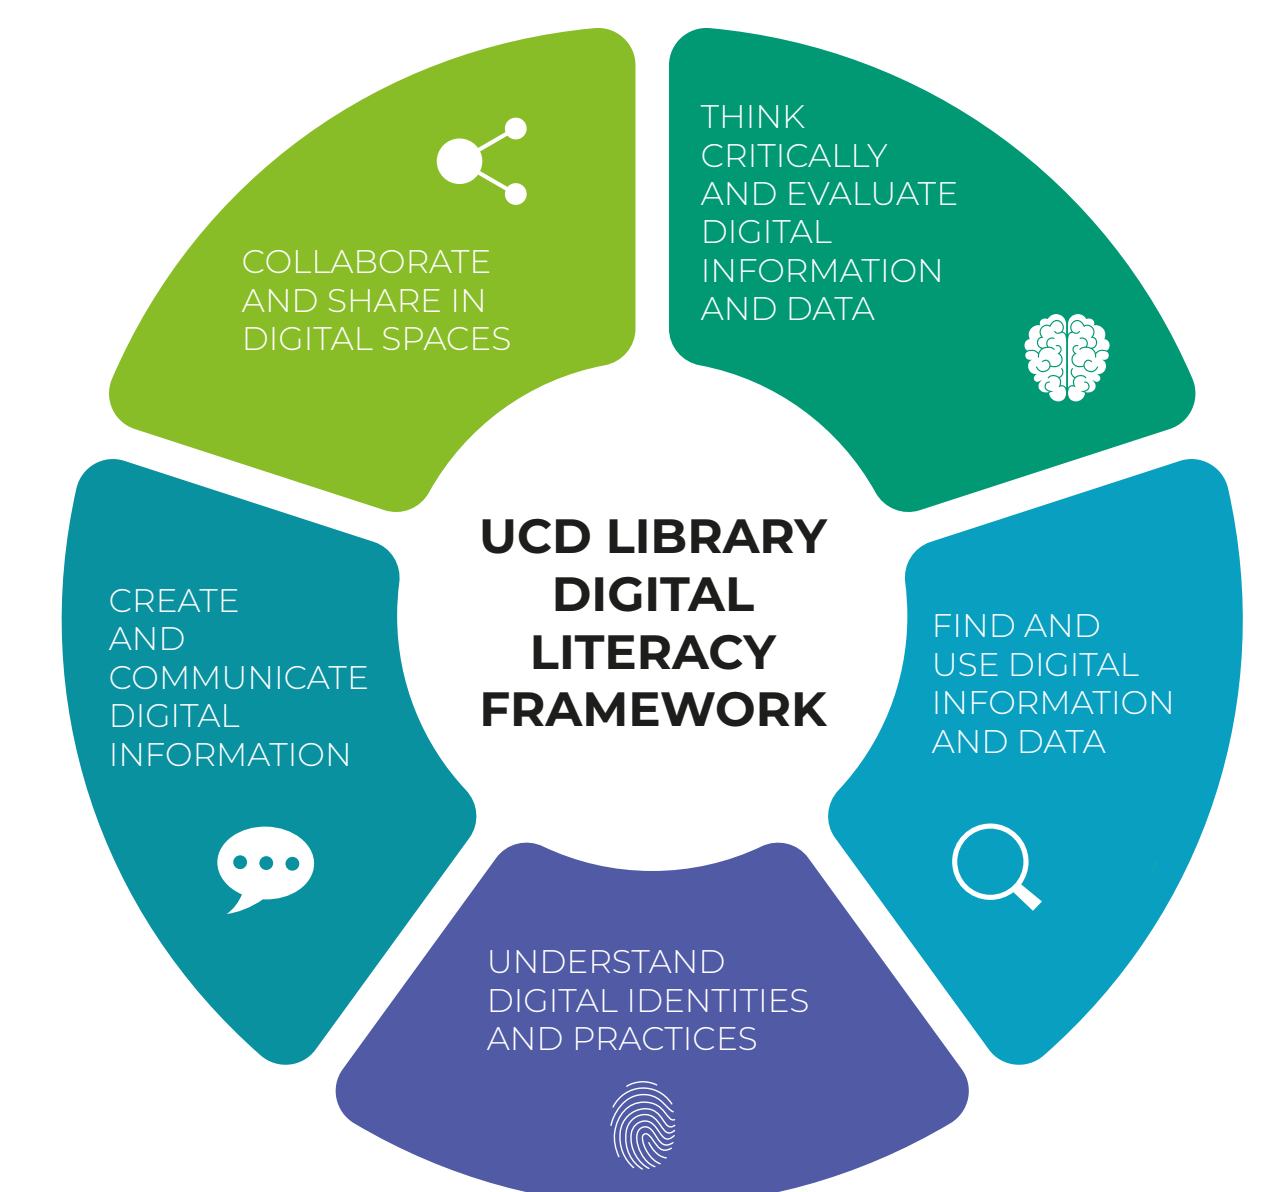 THINK
CRITICALLY
AND EVALUATE
DIGITAL
INFORMATION
AND DATA
COLLABORATE
AND SHARE IN
DIGITAL SPACES
UCD LIBRARY
DIGITAL
LITERACY
FRAMEWORK
CREATE
AND
COMMUNICATE
DIGITAL
INFORMATION
FIND AND
USE DIGITAL
INFORMATION
AND DATA
UNDERSTAND
DIGITAL IDENTITIES
AND PRACTICES